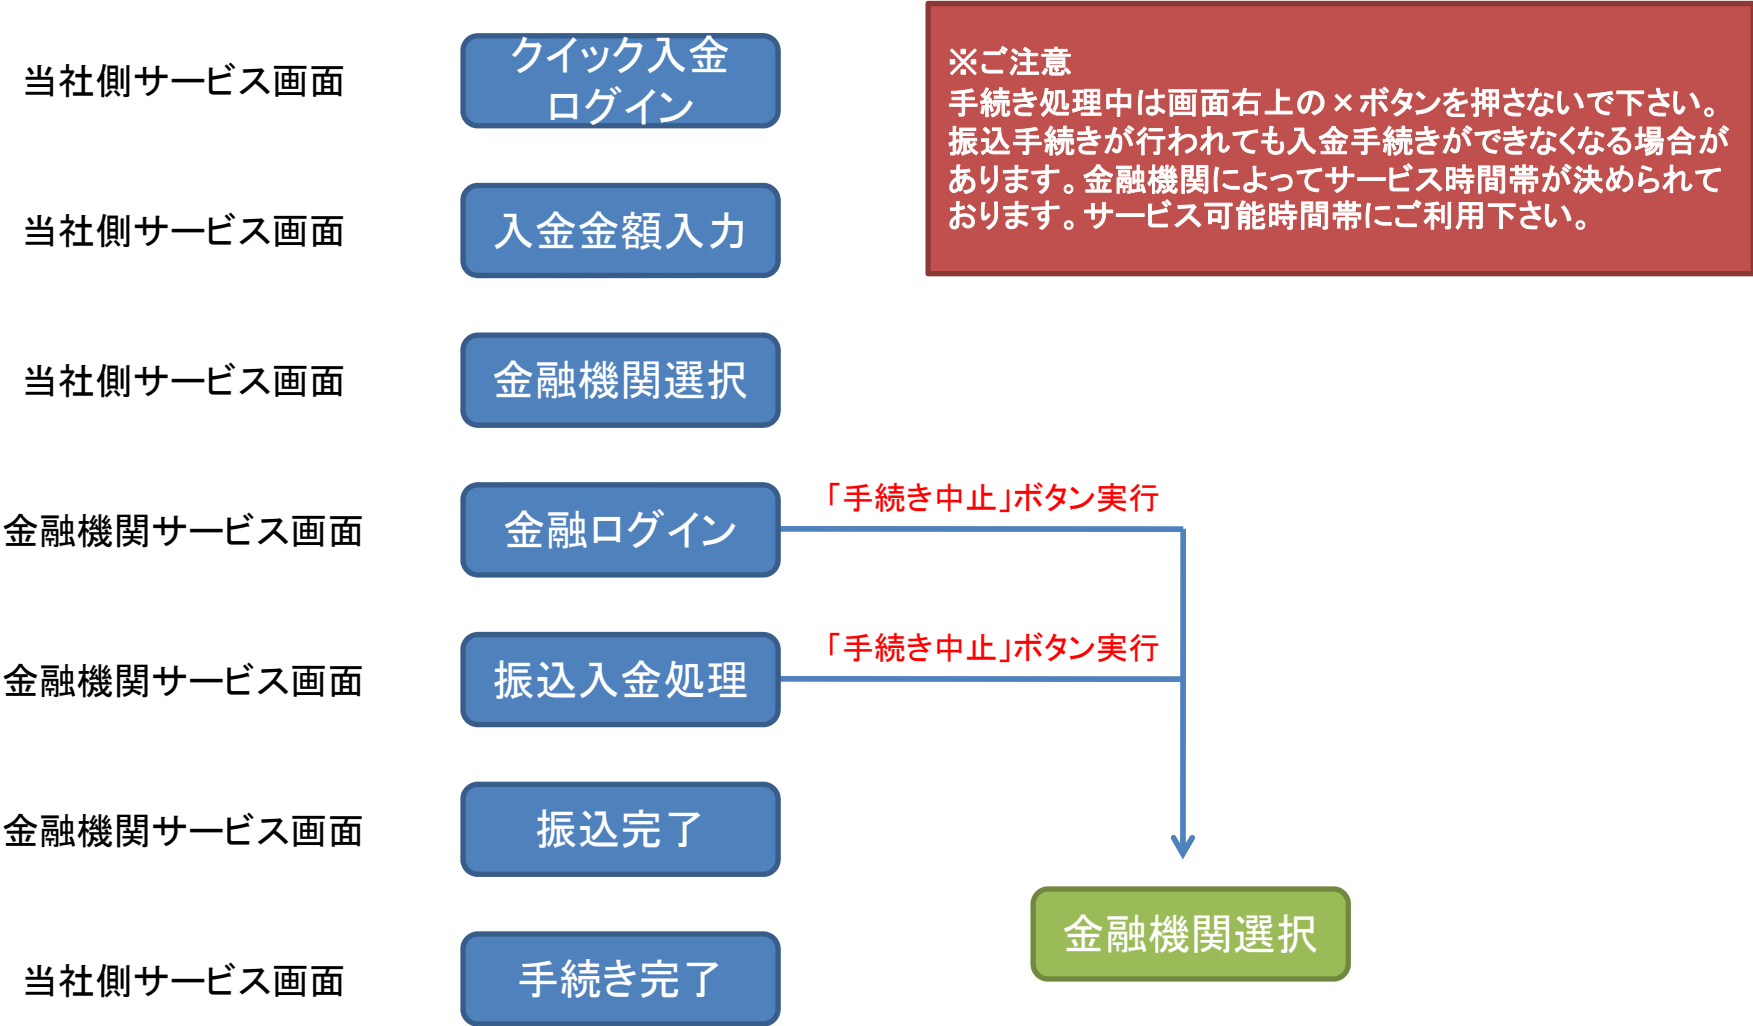 ※ご注意
手続き処理中は画面右上の×ボタンを押さないで下さい。
振込手続きが行われても入金手続きができなくなる場合が
あります。金融機関によってサービス時間帯が決められて
おります。サービス可能時間帯にご利用下さい。
当社側サービス画面
クイック入金
ログイン
当社側サービス画面
入金金額入力
当社側サービス画面
金融機関選択
金融機関サービス画面
金融ログイン
「手続き中止」ボタン実行
金融機関サービス画面
振込入金処理
「手続き中止」ボタン実行
金融機関サービス画面
振込完了
金融機関選択
当社側サービス画面
手続き完了